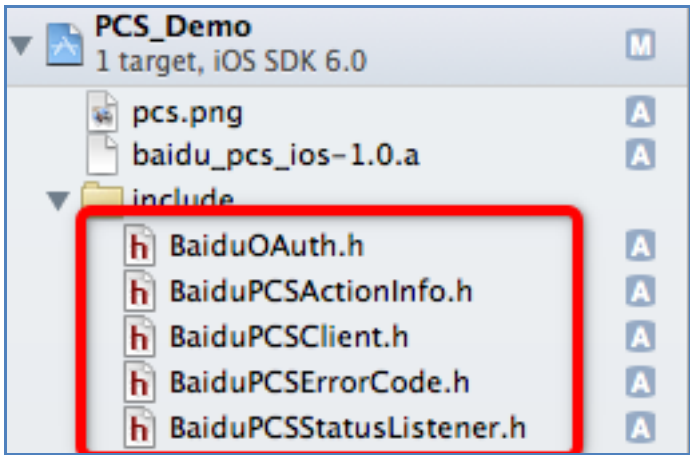 PCS_Demo
M
1 target, iOS SDK 6.0
pcs.png
A
baidu_pcs_ios-1.0.a
A
include
h BaiduOAuth.h
A
h BaiduPCSActionInfo.h
A
h BaiduPCSClient.h
A
h BaiduPCSErrorCode.h
A
h BaiduPCSStatusListener.h
A